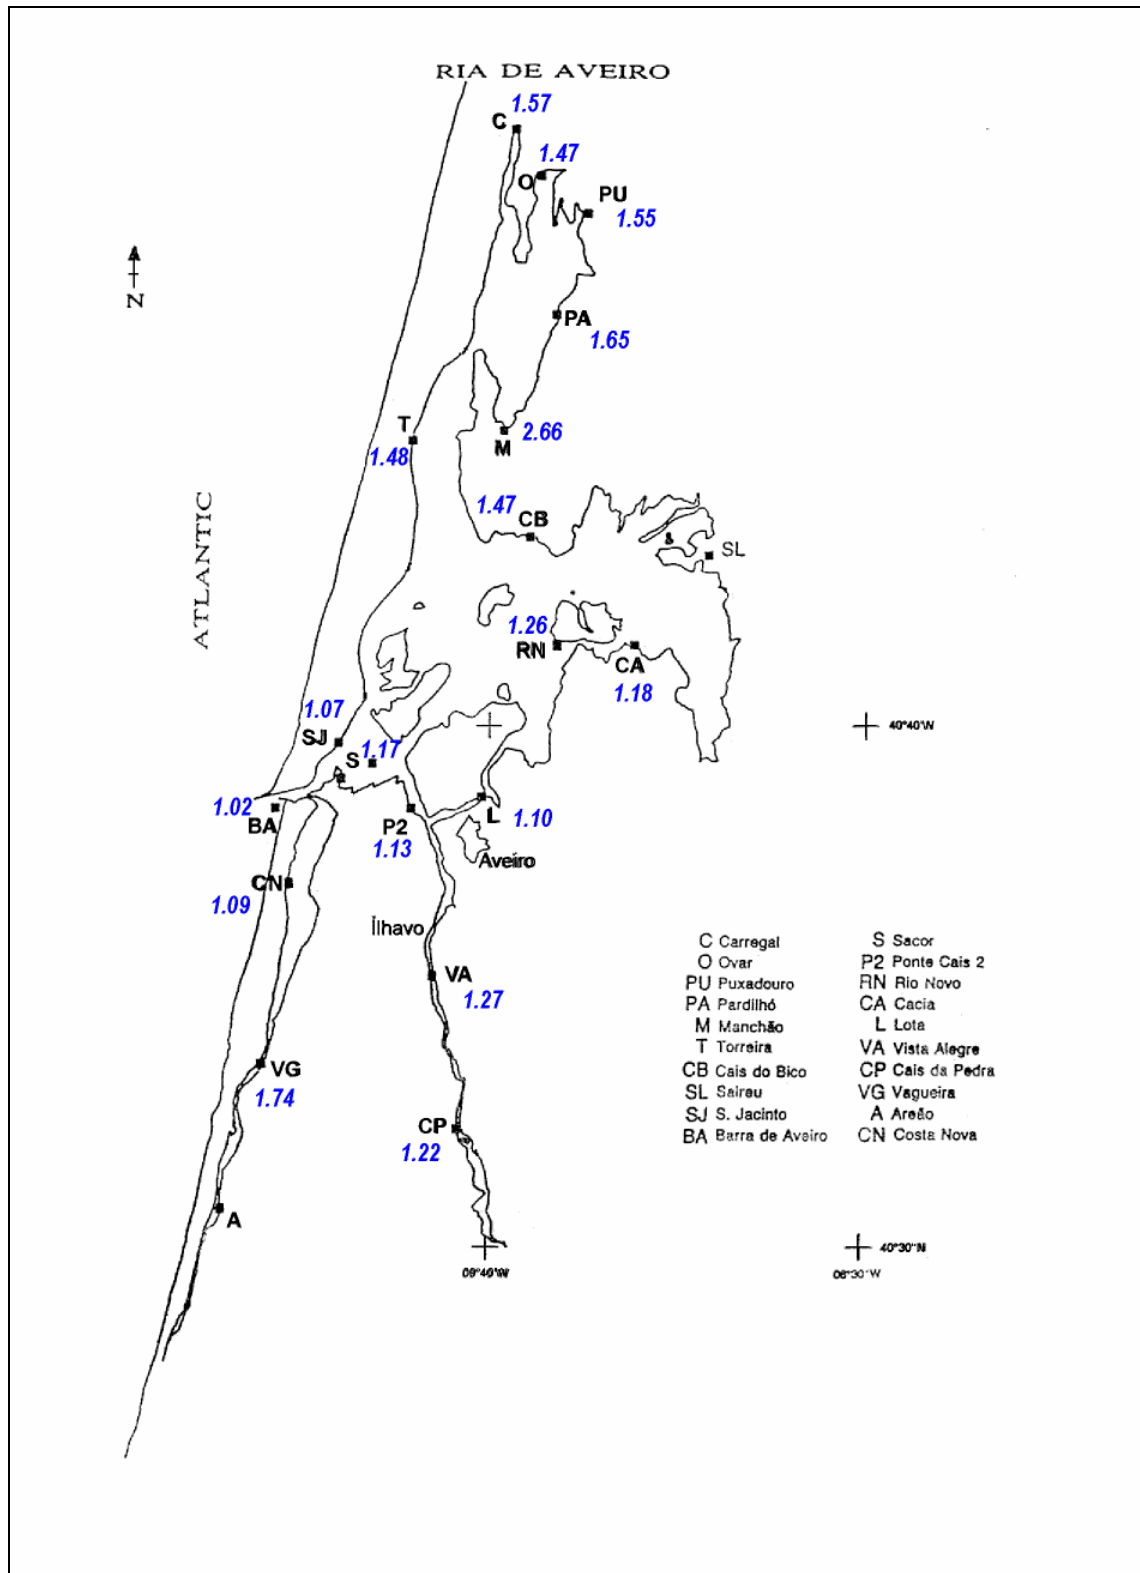 RIA DE AVEIRO
1.57
C
1.47
O
PU
1.55
N
PA
1.65
T
M 2.66
1.48
1.47
CB
SL
ATLANTIC
1.26
RN
CA
1.18
1.07
SJ
40°40'W
S 1.17
1.02
BA
P2
L 1.10
1.13
Aveiro
CN
1.09
Ílhavo
VA
1.27
VG
1.74
CP
1.22
A
40°30''N
09°40'W
08°30''W
C Carregal
O Ovar
PU Puxadouro
PA Pardilhó
M Manchão
T Torreira
CB Cais do Bico
SL Salreu
SJ S. Jacinto
BA Barra de Aveiro
S Sacor
P2 Ponte Cais 2
RN Rio Novo
CA Cacia
L Lota
VA Vista Alegre
CP Cais da Pedra
VG Vagueira
A Areão
CN Costa Nova